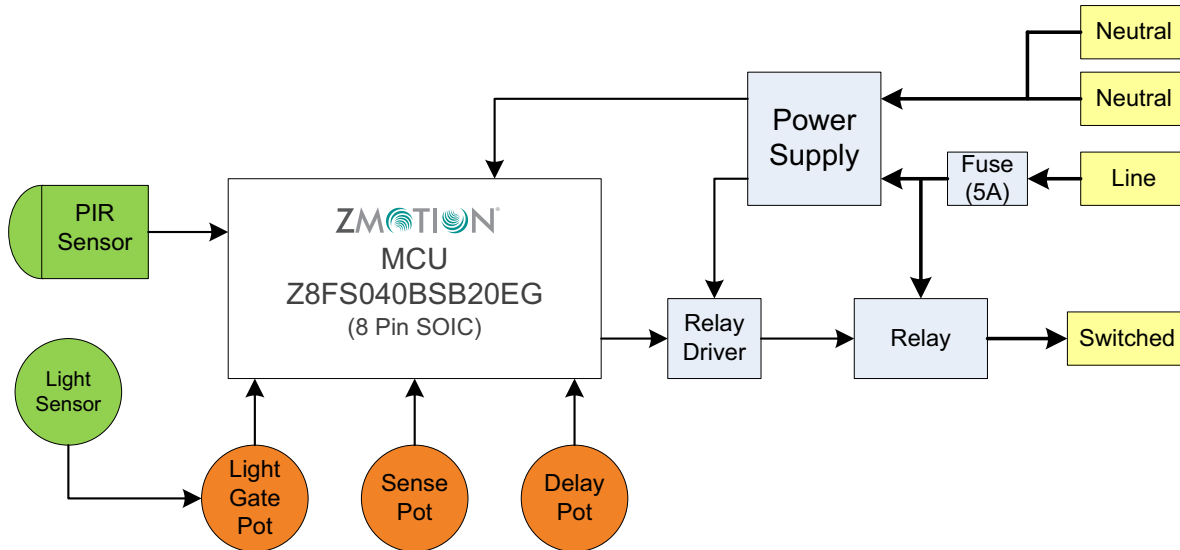 Neutral
Neutral
Power
Supply
Fuse
(5A)
Line
PIR
Sensor
ZMOTION®
MCU
Z8FS040BSB20EG
(8 Pin SOIC)
Relay
Driver
Relay
Switched
Light
Sensor
Light
Gate
Pot
Sense
Pot
Delay
Pot